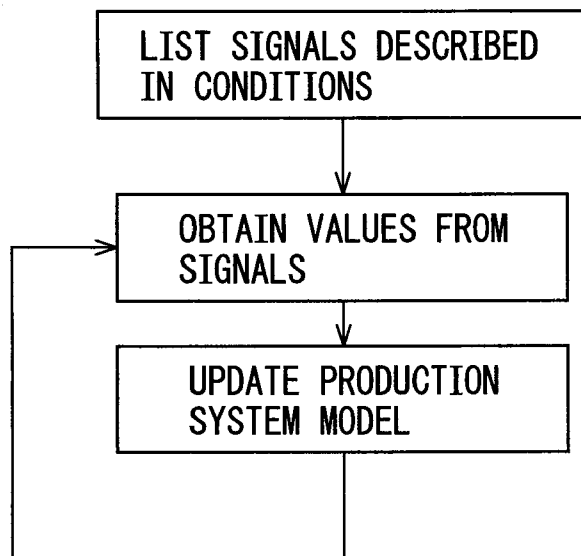 LIST SIGNALS DESCRIBED
IN CONDITIONS
OBTAIN VALUES FROM
SIGNALS
UPDATE PRODUCTION
SYSTEM MODEL